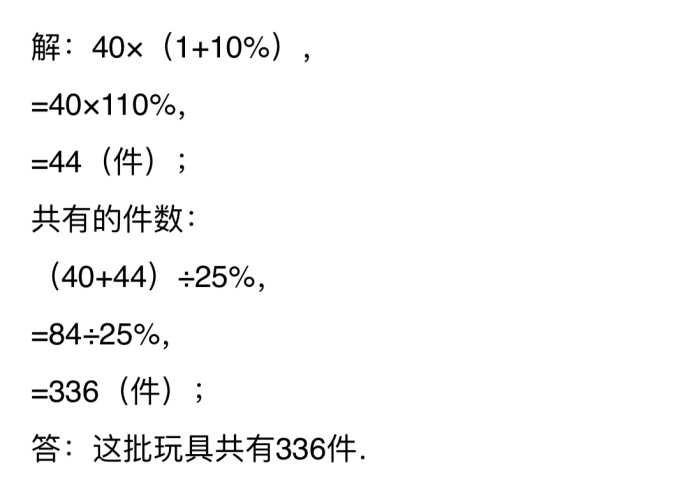 解：40×（1+10%），
=40×110%，
=44（件）；
共有的件数：
（40+44）÷25%，
=84÷25%，
=336（件）；
答：这批玩具共有336件.